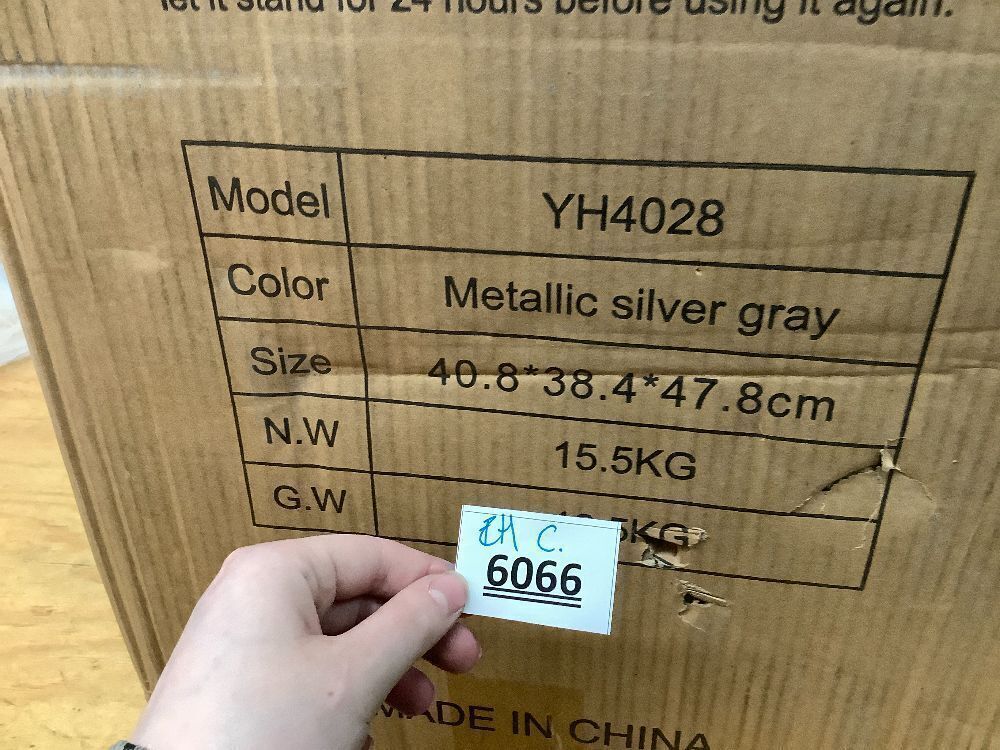 let it stand for 24 hours before using it again.
Model YH4028
Color Metallic silver gray
Size 40.8*38.4*47.8cm
N.W 15.5KG
G.W
C.
6066
MADE IN CHINA